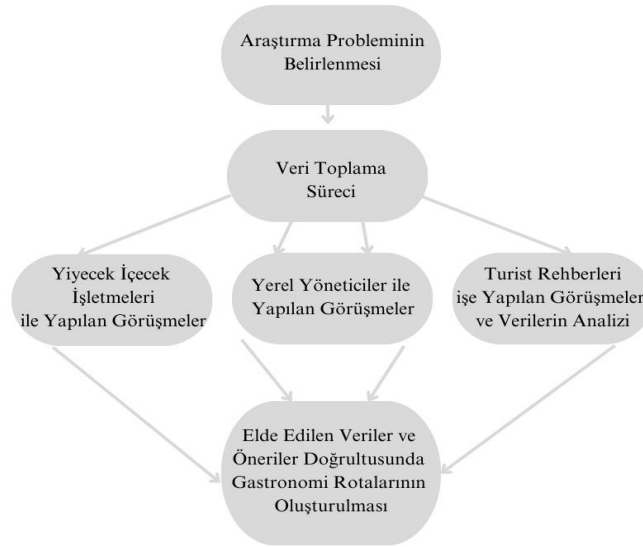 Araştırma Probleminin
Belirlenmesi
Veri Toplama
Süreci
Yiyecek İçecek
İşletmeleri
ile Yapılan Görüşmeler
Yerel Yöneticiler ile
Yapılan Görüşmeler
Turist Rehberleri
işe Yapılan Görüşmeler
ve Verilerin Analizi
Elde Edilen Veriler ve
Öneriler Doğrultusunda
Gastronomi Rotalarının
Oluşturulması